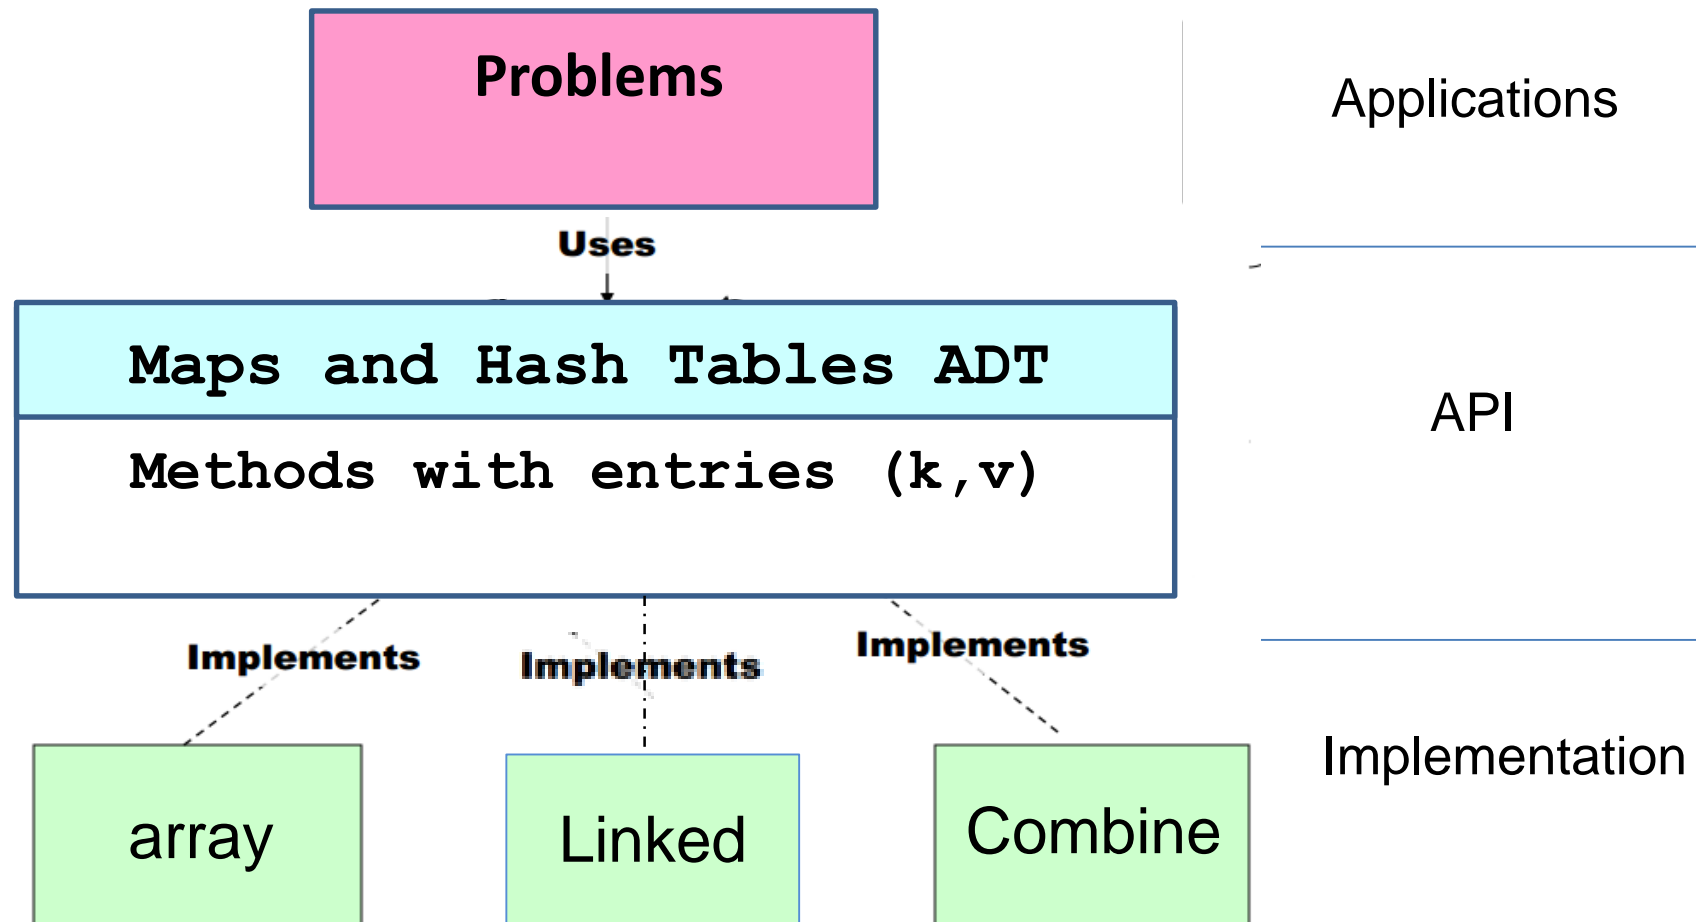 Problems
Applications
Uses
Maps and Hash Tables ADT
Methods with entries (k,v)
API
Implements
Implements
Implements
Implementation
array
Linked
Combine